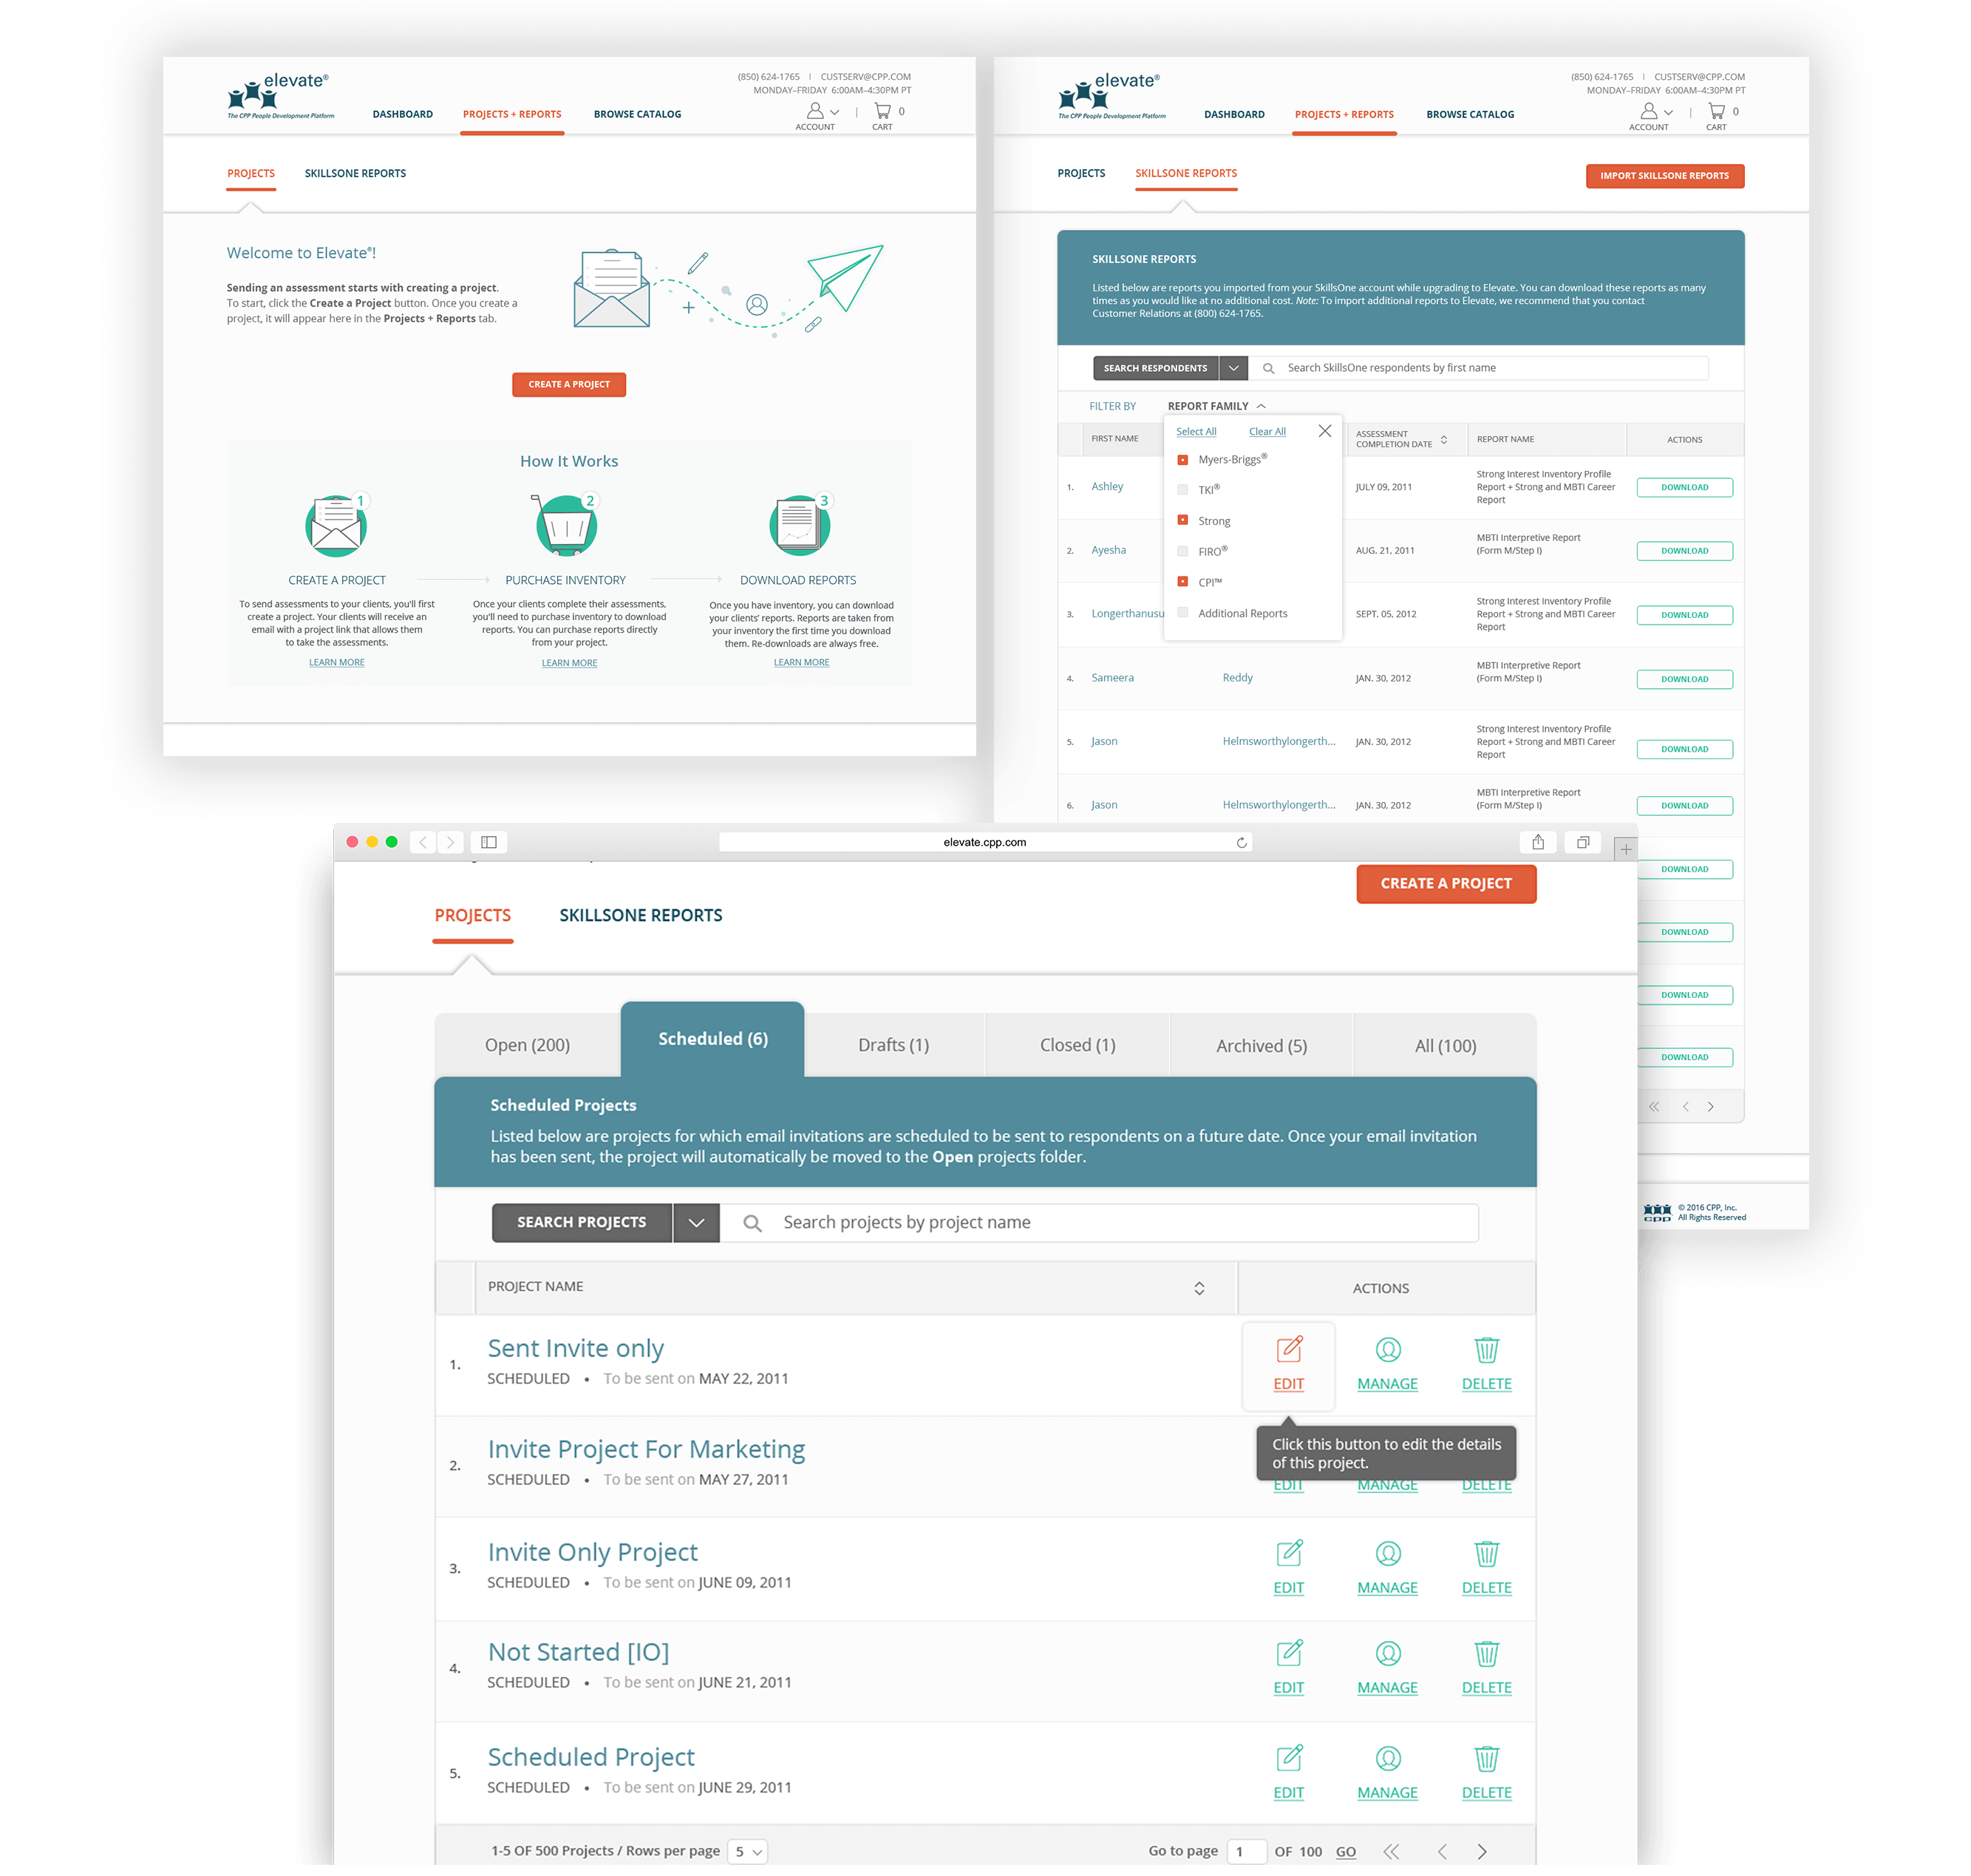 elevate®
The CPP People Development Platform
(850) 624-1765 | CUSTSERV@CPP.COM
MONDAY–FRIDAY 6:00AM–4:30PM PT
DASHBOARD
PROJECTS + REPORTS
BROWSE CATALOG
ACCOUNT
| 0
CART
PROJECTS
SKILLSONE REPORTS
Welcome to Elevate®!
Sending an assessment starts with creating a project.
To start, click the Create a Project button. Once you create a
project, it will appear here in the Projects + Reports tab.
CREATE A PROJECT
How It Works
1
2
3
CREATE A PROJECT
To send assessments to your clients, you'll first
create a project. Your clients will receive an
email with a project link that allows them
to take the assessments.
LEARN MORE
PURCHASE INVENTORY
Once your clients complete their assessments,
you'll need to purchase inventory to download
reports. You can purchase reports directly
from your project.
LEARN MORE
DOWNLOAD REPORTS
Once you have inventory, you can download
your clients' reports. Reports are taken from
your inventory the first time you download
them. Re-downloads are always free.
LEARN MORE
elevate®
The CPP People Development Platform
(850) 624-1765 | CUSTSERV@CPP.COM
MONDAY–FRIDAY 6:00AM–4:30PM PT
DASHBOARD
PROJECTS + REPORTS
BROWSE CATALOG
ACCOUNT
| 0
CART
PROJECTS
SKILLSONE REPORTS
IMPORT SKILLSONE REPORTS
SKILLSONE REPORTS
Listed below are reports you imported from your SkillsOne account while upgrading to Elevate. You can download these reports as many
times as you would like at no additional cost. Note: To import additional reports to Elevate, we recommend that you contact
Customer Relations at (800) 624-1765.
SEARCH RESPONDENTS
Search SkillsOne respondents by first name
FILTER BY
REPORT FAMILY
Select All
Clear All
Myers-Briggs®
TKI®
Strong
FIRO®
CPI™
Additional Reports
FIRST NAME
ASSESSMENT
COMPLETION DATE
REPORT NAME
ACTIONS
1.
Ashley
JULY 09, 2011
Strong Interest Inventory Profile
Report + Strong and MBTI Career
Report
DOWNLOAD
2.
Ayesha
AUG. 21, 2011
MBTI Interpretive Report
(Form M/Step I)
DOWNLOAD
3.
Longerthanusu
SEPT. 05, 2012
Strong Interest Inventory Profile
Report + Strong and MBTI Career
Report
DOWNLOAD
4.
Sameera
Reddy
JAN. 30, 2012
MBTI Interpretive Report
(Form M/Step I)
DOWNLOAD
5.
Jason
Helmsworthylongerth...
JAN. 30, 2012
Strong Interest Inventory Profile
Report + Strong and MBTI Career
Report
DOWNLOAD
6.
Jason
Helmsworthylongerth...
JAN. 30, 2012
MBTI Interpretive Report
(Form M/Step I)
DOWNLOAD
DOWNLOAD
DOWNLOAD
DOWNLOAD
DOWNLOAD
cpp
© 2016 CPP, Inc.
All Rights Reserved
elevate.cpp.com
CREATE A PROJECT
PROJECTS
SKILLSONE REPORTS
Open (200)
Scheduled (6)
Drafts (1)
Closed (1)
Archived (5)
All (100)
Scheduled Projects
Listed below are projects for which email invitations are scheduled to be sent to respondents on a future date. Once your email invitation
has been sent, the project will automatically be moved to the Open projects folder.
SEARCH PROJECTS
Search projects by project name
PROJECT NAME
ACTIONS
1.
Sent Invite only
SCHEDULED • To be sent on MAY 22, 2011
EDIT
MANAGE
DELETE
Click this button to edit the details
of this project.
2.
Invite Project For Marketing
SCHEDULED • To be sent on MAY 27, 2011
EDIT
MANAGE
DELETE
3.
Invite Only Project
SCHEDULED • To be sent on JUNE 09, 2011
EDIT
MANAGE
DELETE
4.
Not Started [IO]
SCHEDULED • To be sent on JUNE 21, 2011
EDIT
MANAGE
DELETE
5.
Scheduled Project
SCHEDULED • To be sent on JUNE 29, 2011
EDIT
MANAGE
DELETE
1-5 OF 500 Projects / Rows per page 5
Go to page 1 OF 100 GO